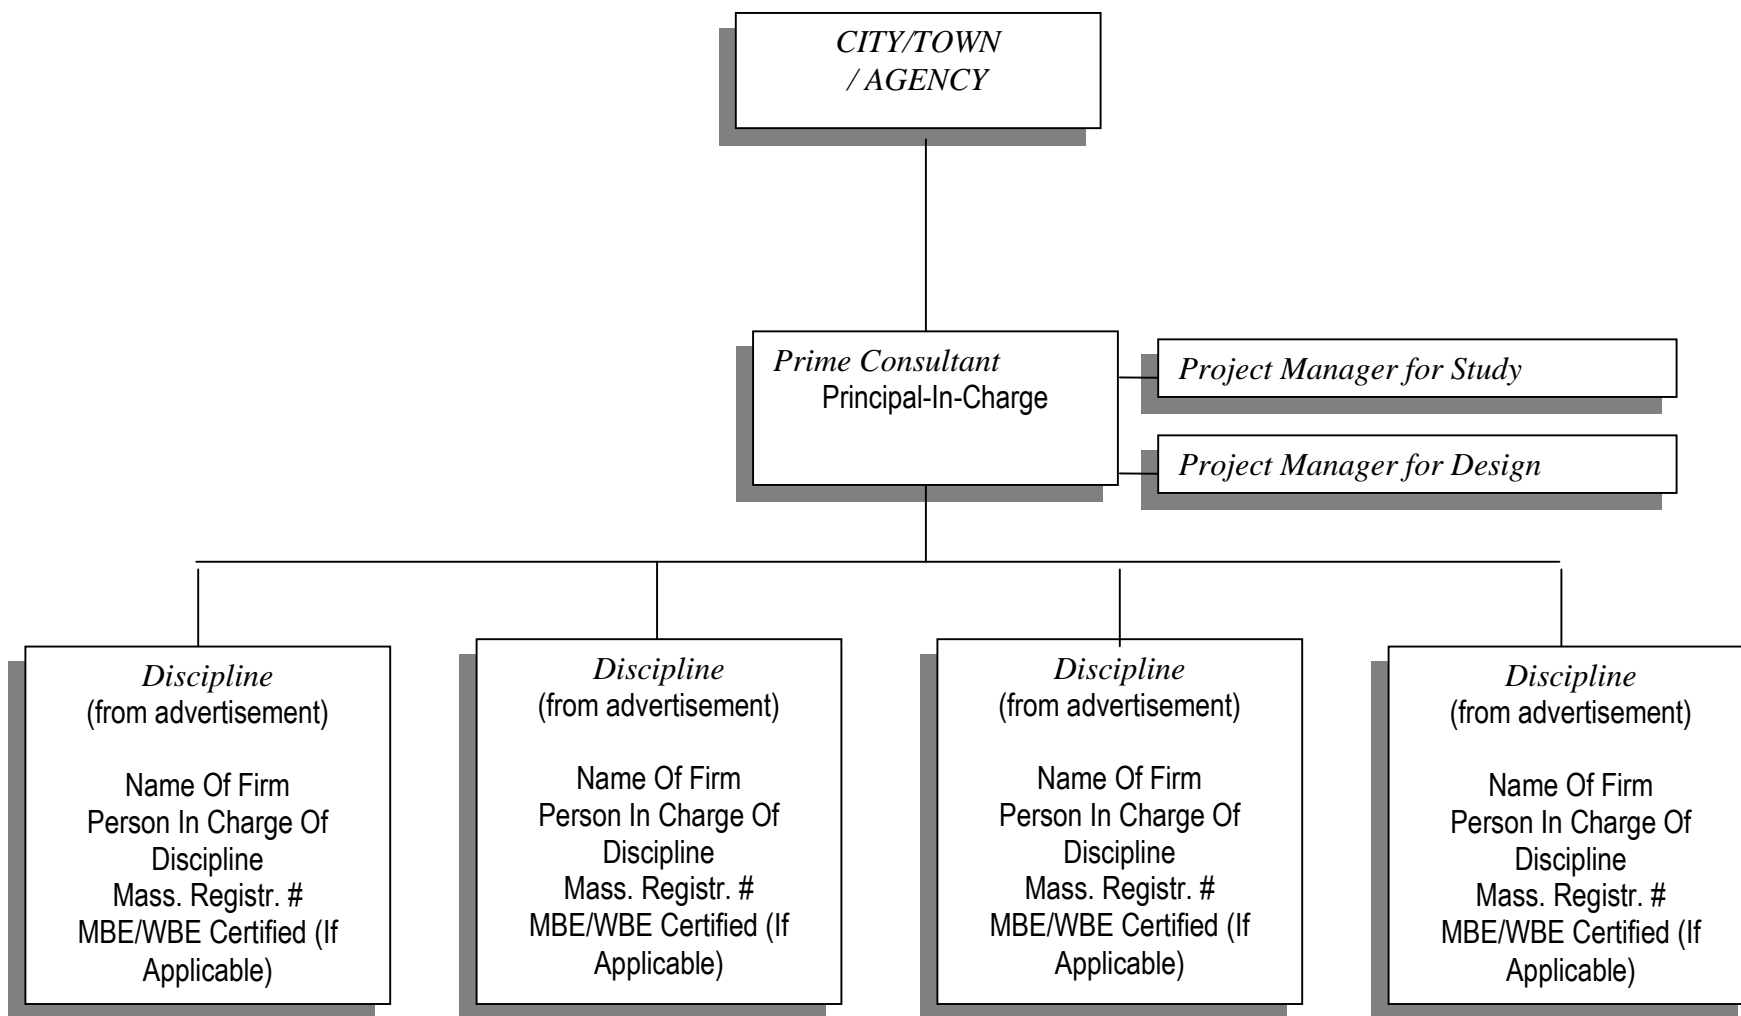 CITY/TOWN
/ AGENCY
Prime Consultant
Principal-In-Charge
Project Manager for Study
Project Manager for Design
Discipline
(from advertisement)
Name Of Firm
Person In Charge Of
Discipline
Mass. Registr. #
MBE/WBE Certified (If
Applicable)
Discipline
(from advertisement)
Name Of Firm
Person In Charge Of
Discipline
Mass. Registr. #
MBE/WBE Certified (If
Applicable)
Discipline
(from advertisement)
Name Of Firm
Person In Charge Of
Discipline
Mass. Registr. #
MBE/WBE Certified (If
Applicable)
Discipline
(from advertisement)
Name Of Firm
Person In Charge Of
Discipline
Mass. Registr. #
MBE/WBE Certified (If
Applicable)